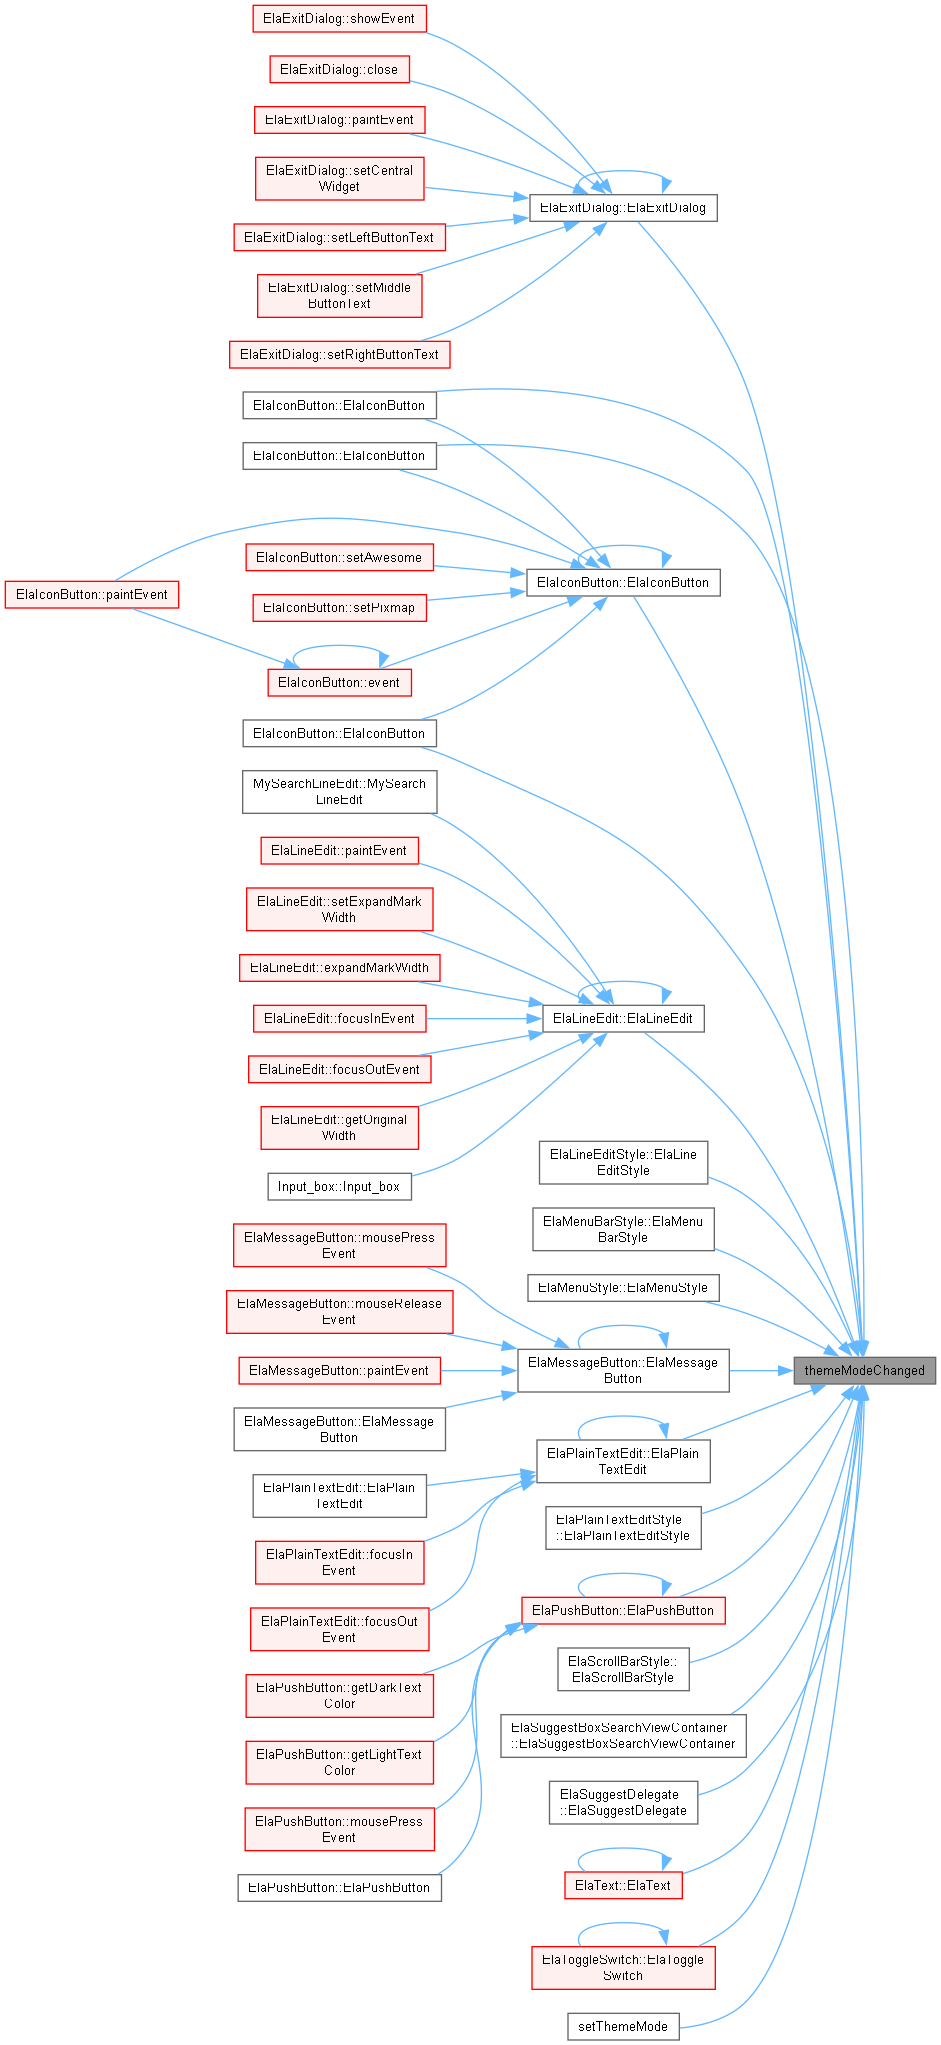 ElaExitDialog::showEvent
ElaExitDialog::close
ElaExitDialog::paintEvent
ElaExitDialog::setCentral
Widget
ElaExitDialog::ElaExitDialog
ElaExitDialog::setLeftButtonText
ElaExitDialog::setMiddle
ButtonText
ElaExitDialog::setRightButtonText
ElaIconButton::ElaIconButton
ElaIconButton::ElaIconButton
ElaIconButton::setAwesome
ElaIconButton::ElaIconButton
ElaIconButton::paintEvent
ElaIconButton::setPixmap
ElaIconButton::event
ElaIconButton::ElaIconButton
MySearchLineEdit::MySearch
LineEdit
ElaLineEdit::paintEvent
ElaLineEdit::setExpandMark
Width
ElaLineEdit::expandMarkWidth
ElaLineEdit::focusInEvent
ElaLineEdit::ElaLineEdit
ElaLineEdit::focusOutEvent
ElaLineEdit::getOriginal
Width
ElaLineEditStyle::ElaLine
EditStyle
Input_box::Input_box
ElaMenuBarStyle::ElaMenu
BarStyle
ElaMessageButton::mousePress
Event
ElaMenuStyle::ElaMenuStyle
ElaMessageButton::mouseRelease
Event
ElaMessageButton::paintEvent
ElaMessageButton::ElaMessage
Button
themeModeChanged
ElaMessageButton::ElaMessage
Button
ElaPlainTextEdit::ElaPlain
TextEdit
ElaPlainTextEdit::ElaPlain
TextEdit
ElaPlainTextEditStyle
::ElaPlainTextEditStyle
ElaPlainTextEdit::focusIn
Event
ElaPlainTextEdit::focusOut
Event
ElaPushButton::ElaPushButton
ElaScrollBarStyle::
ElaScrollBarStyle
ElaPushButton::getDarkText
Color
ElaSuggestBoxSearchViewContainer
::ElaSuggestBoxSearchViewContainer
ElaPushButton::getLightText
Color
ElaSuggestDelegate
::ElaSuggestDelegate
ElaPushButton::mousePress
Event
ElaPushButton::ElaPushButton
ElaText::ElaText
ElaToggleSwitch::ElaToggle
Switch
setThemeMode